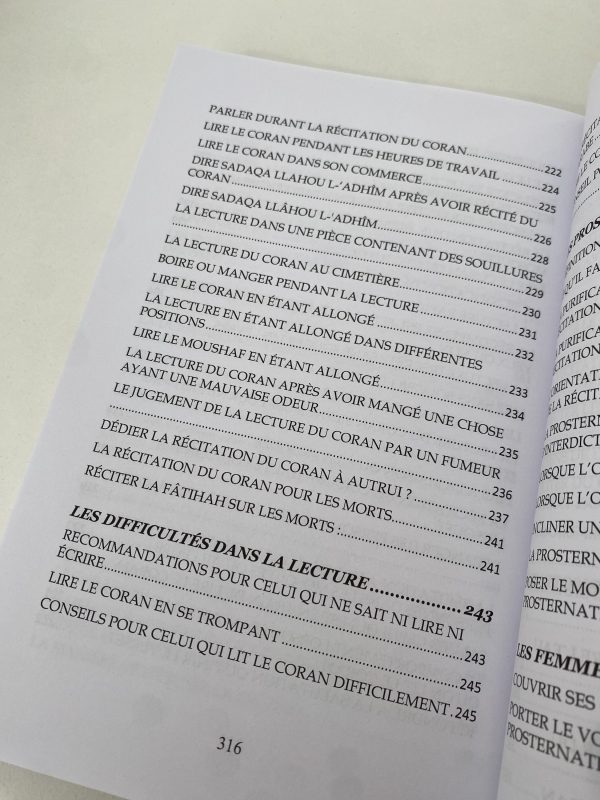 PARLER DURANT LA RÉCITATION DU CORAN..................222
LIRE LE CORAN PENDANT LES HEURES DE TRAVAIL..........224
LIRE LE CORAN DANS SON COMMERCE..........225
DIRE SADAQA LLAHOU L-'ADHÎM APRÈS AVOIR RÉCITÉ DU
CORAN..........226
DIRE SADAQA LLÂHOU L-'ADHÎM..........228
LA LECTURE DANS UNE PIÈCE CONTENANT DES SOUILLURES
..........229
LA LECTURE DU CORAN AU CIMETIÈRE..........230
BOIRE OU MANGER PENDANT LA LECTURE..........231
LIRE LE CORAN EN ÉTANT ALLONGÉ..........232
LA LECTURE EN ÉTANT ALLONGÉ DANS DIFFÉRENTES
POSITIONS..........233
LIRE LE MOUSHAF EN ÉTANT ALLONGÉ..........234
LA LECTURE DU CORAN APRÈS AVOIR MANGÉ UNE CHOSE
AYANT UNE MAUVAISE ODEUR..........235
LE JUGEMENT DE LA LECTURE DU CORAN PAR UN FUMEUR
..........236
DÉDIER LA RÉCITATION DU CORAN À AUTRUI ?..........237
LA RÉCITATION DU CORAN POUR LES MORTS..........241
RÉCITER LA FÂTIHAH SUR LES MORTS :..........241
LES DIFFICULTÉS DANS LA LECTURE..........243
RECOMMANDATIONS POUR CELUI QUI NE SAIT NI LIRE NI
ÉCRIRE..........243
LIRE LE CORAN EN SE TROMPANT..........245
CONSEILS POUR CELUI QUI LIT LE CORAN DIFFICILEMENT.245
316
LORSQUE L'O
LORSQUE L'O
LES FEMME
PROSTERNAT